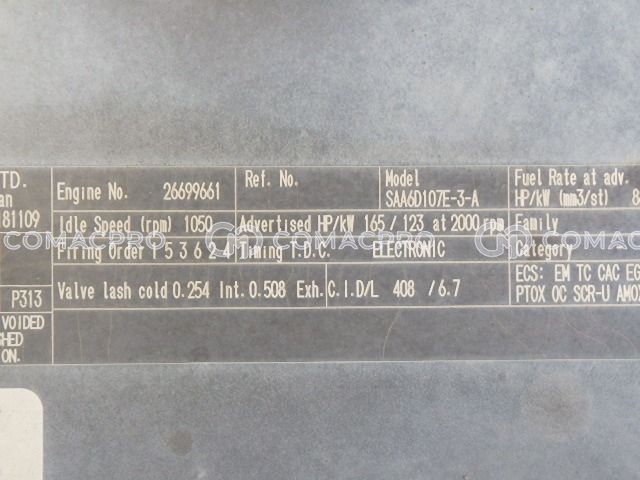 TD.
an
81109
P313
VOIDED
SHED
ON.
Engine No. 26699661
Ref. No.
Model
SAA6D107E-3-A
Fuel Rate at adv.
HP/kW (mm3/st) 8
Idle Speed (rpm) 1050
Advertised HP/kW 165 / 123 at 2000 rpm
Family
Firing Order 1 5 3 6 2 4
Timing T.D.C. ELECTRONIC
Category
Valve lash cold 0.254 Int. 0.508 Exh.
C.I.D/L 408 / 6.7
ECS: EM TC CAC EG
PTOX OC SCR-U AMOX
COMACPRO COMACPRO COMACPRO